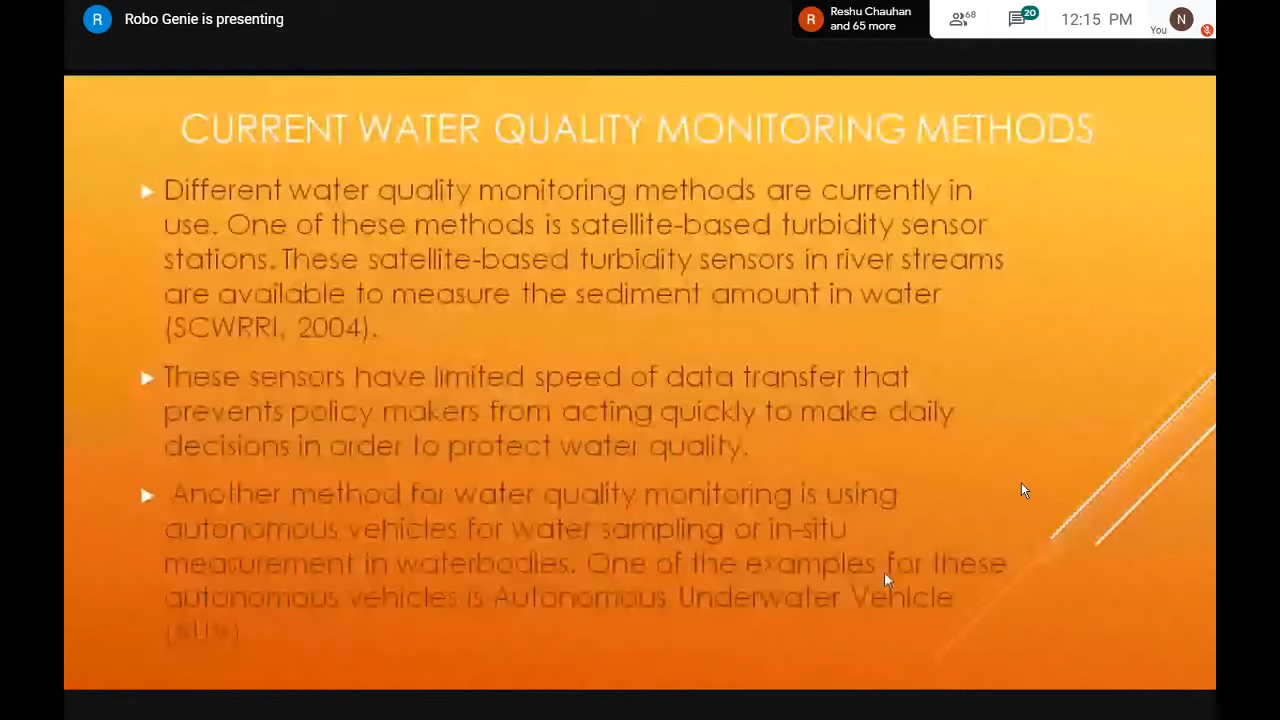 R Robo Genie is presenting
R Reshu Chauhan
and 65 more
68
20
12:15 PM
You
N
CURRENT WATER QUALITY MONITORING METHODS
Different water quality monitoring methods are currently in
use. One of these methods is satellite-based turbidity sensor
stations. These satellite-based turbidity sensors in river streams
are available to measure the sediment amount in water
(SCWRRI, 2004).
These sensors have limited speed of data transfer that
prevents policy makers from acting quickly to make daily
decisions in order to protect water quality.
Another method for water quality monitoring is using
autonomous vehicles for water sampling or in-situ
measurement in waterbodies. One of the examples for these
autonomous vehicles is Autonomous Underwater Vehicle